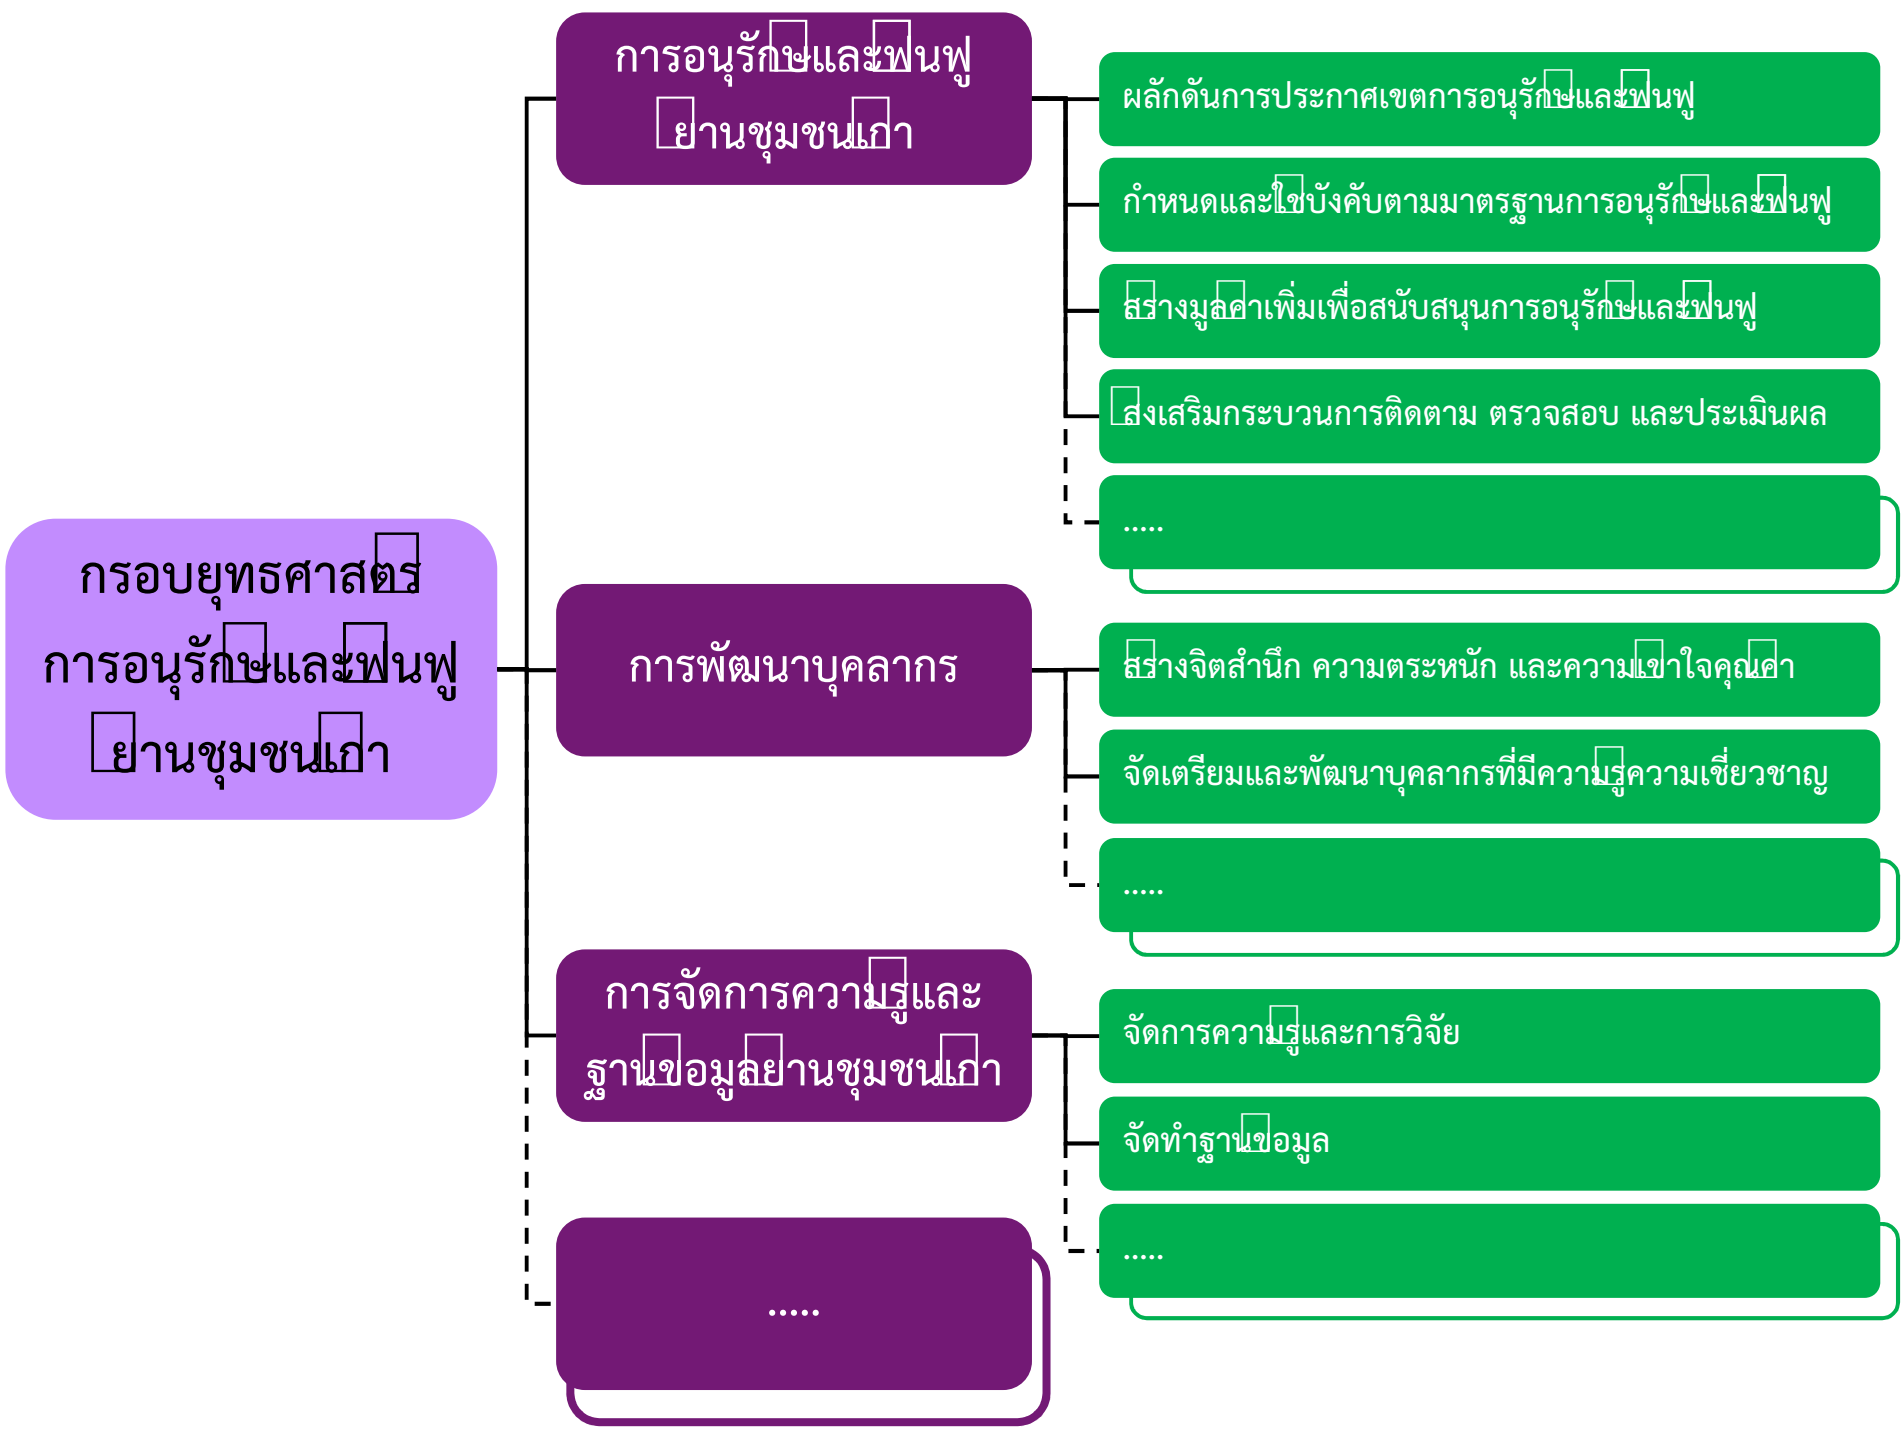 กรอบยุทธศาสตร์
การอนุรักษ์และฟื้นฟู
ย่านชุมชนเก่า
การอนุรักษ์และฟื้นฟู
ย่านชุมชนเก่า
ผลักดันการประกาศเขตการอนุรักษ์และฟื้นฟู
กำหนดและใช้บังคับตามมาตรฐานการอนุรักษ์และฟื้นฟู
สร้างมูลค่าเพิ่มเพื่อสนับสนุนการอนุรักษ์และฟื้นฟู
ส่งเสริมกระบวนการติดตาม ตรวจสอบ และประเมินผล
.....
การพัฒนาบุคลากร
สร้างจิตสำนึก ความตระหนัก และความเข้าใจคุณค่า
จัดเตรียมและพัฒนาบุคลากรที่มีความรู้ความเชี่ยวชาญ
.....
การจัดการความรู้และ
ฐานข้อมูลย่านชุมชนเก่า
จัดการความรู้และการวิจัย
จัดทำฐานข้อมูล
.....
.....